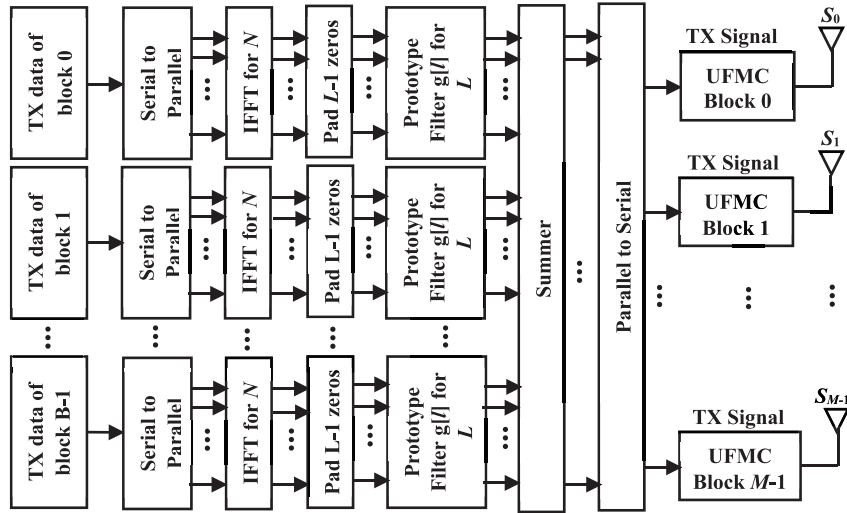 TX data of
block 0
Serial to
Parallel
IFFT for N
Pad L-1 zeros
Prototype
Filter g[l] for
L
TX data of
block 1
Serial to
Parallel
IFFT for N
Pad L-1 zeros
Prototype
Filter g[l] for
L
TX data of
block B-1
Serial to
Parallel
IFFT for N
Pad L-1 zeros
Prototype
Filter g[l] for
L
Summer
Parallel to Serial
TX Signal
UFMC
Block 0
S0
TX Signal
UFMC
Block 1
S1
TX Signal
UFMC
Block M-1
SM-1